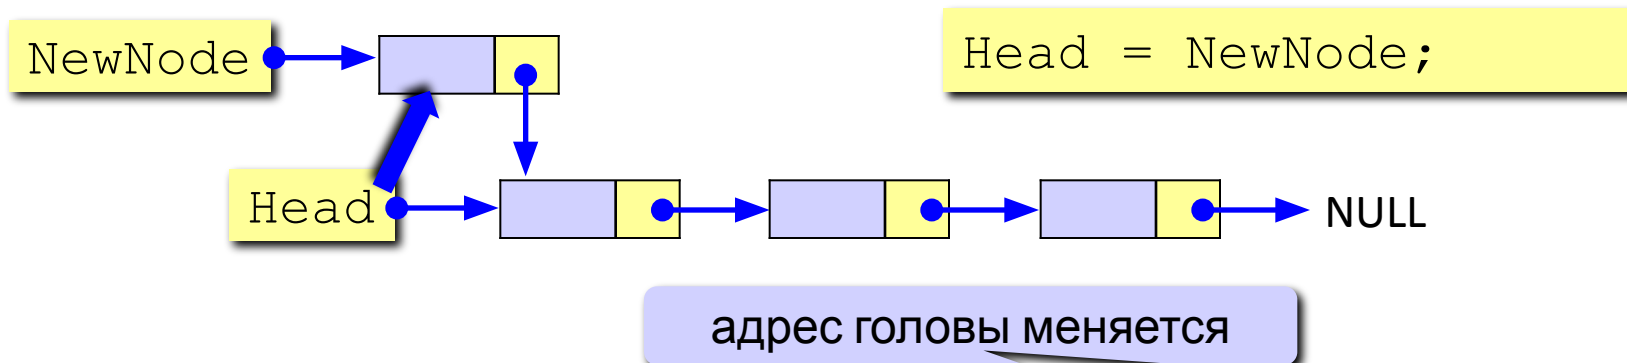 NewNode
Head = NewNode;
Head
NULL
адрес головы меняется